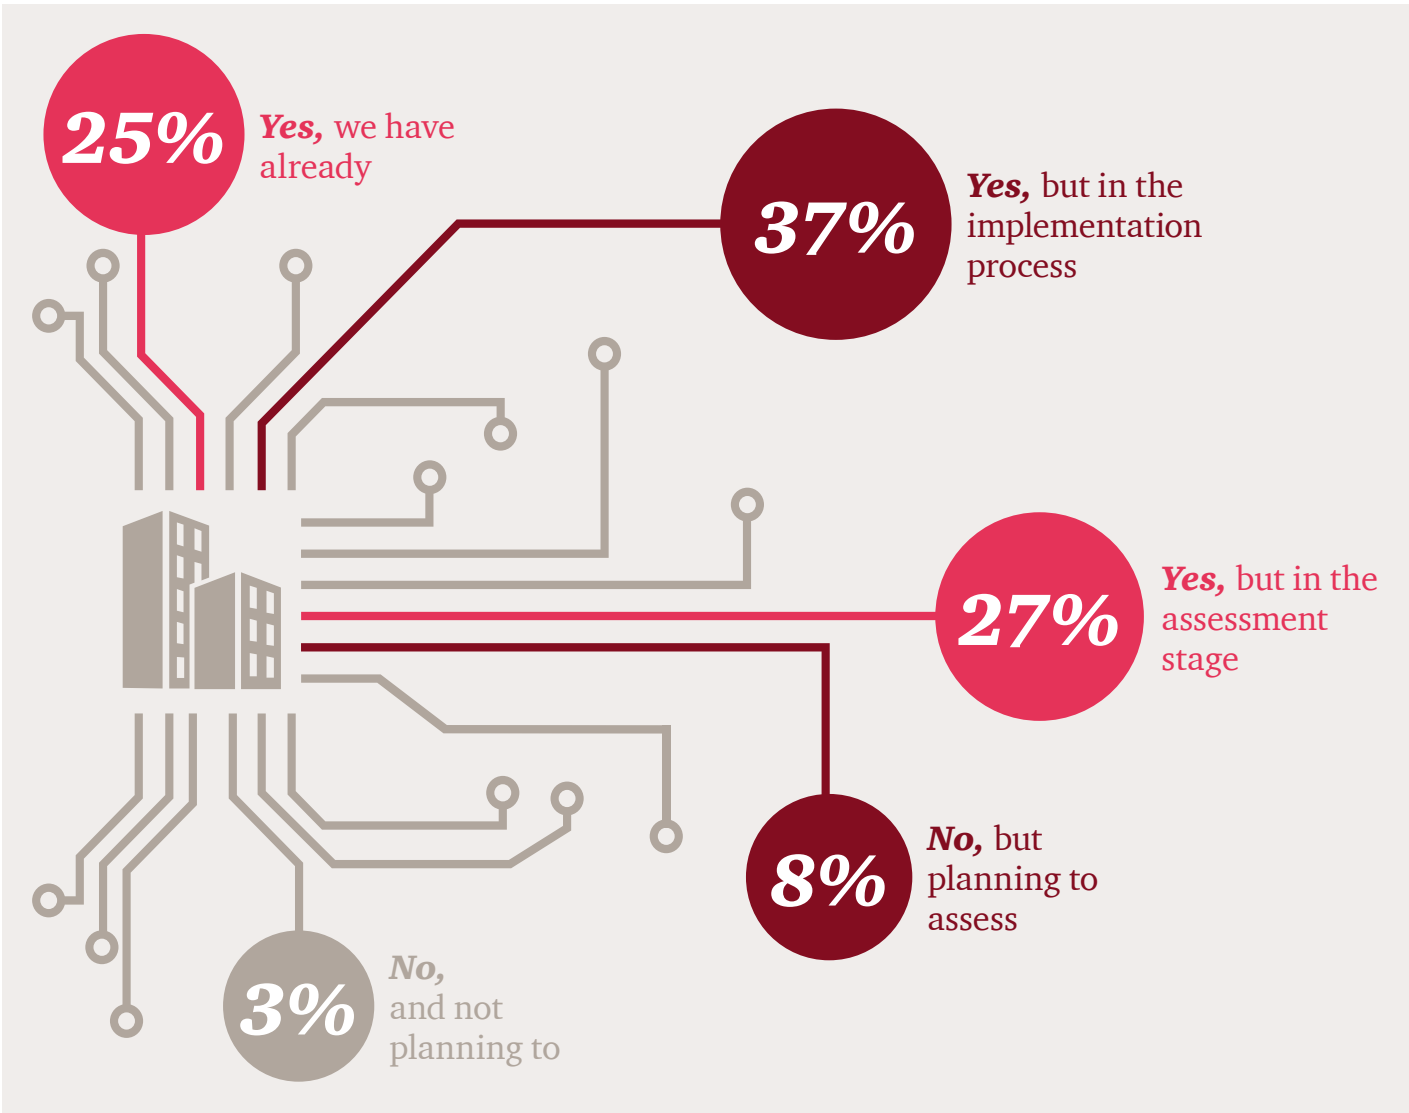 25%
Yes, we have
already
37%
Yes, but in the
implementation
process
27%
Yes, but in the
assessment
stage
8%
No, but
planning to
assess
3%
No,
and not
planning to